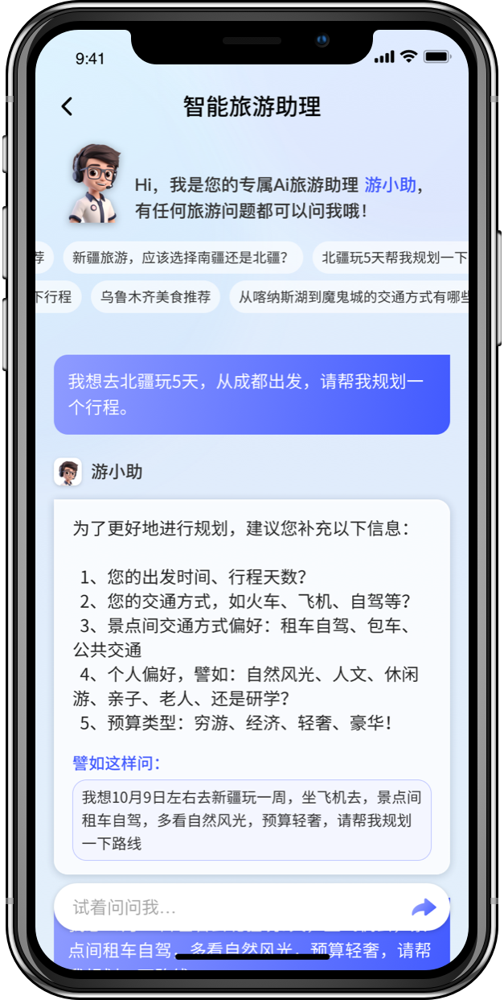 9:41
智能旅游助理
Hi，我是您的专属Ai旅游助理 游小助，
有任何旅游问题都可以问我哦！
荐
新疆旅游，应该选择南疆还是北疆？
北疆玩5天帮我规划一下
下行程
乌鲁木齐美食推荐
从喀纳斯湖到魔鬼城的交通方式有哪些
我想去北疆玩5天，从成都出发，请帮我规划一
个行程。
游小助
为了更好地进行规划，建议您补充以下信息：
1、您的出发时间、行程天数？
2、您的交通方式，如火车、飞机、自驾等？
3、景点间交通方式偏好：租车自驾、包车、
公共交通
4、个人偏好，譬如：自然风光、人文、休闲
游、亲子、老人、还是研学？
5、预算类型：穷游、经济、轻奢、豪华！
譬如这样问：
我想10月9日左右去新疆玩一周，坐飞机去，景点间
租车自驾，多看自然风光，预算轻奢，请帮我规划
一下路线
试着问问我...
点间租车自驾，多看自然风光，预算轻奢，请帮